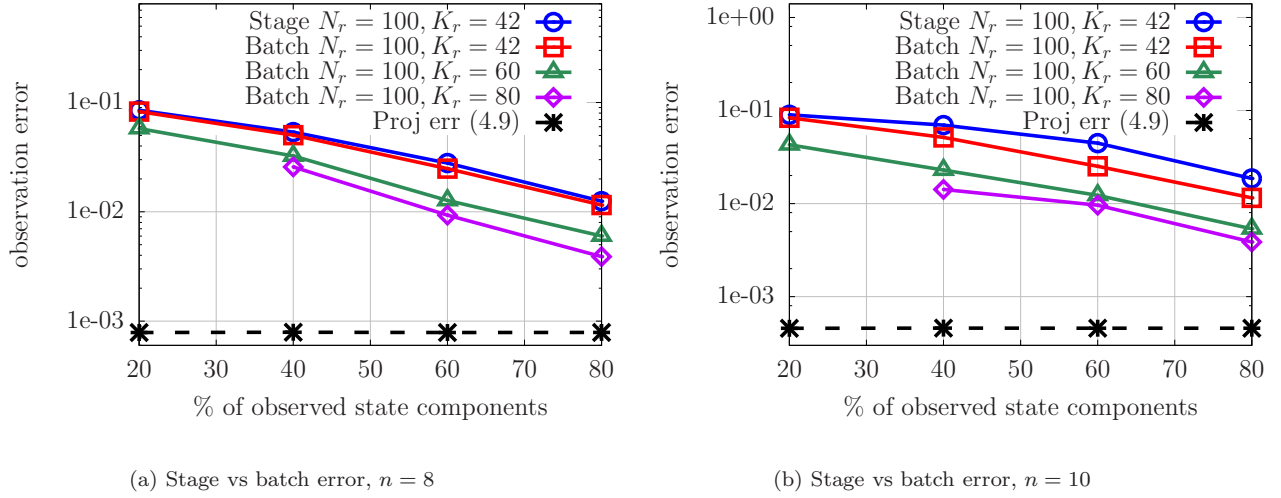 Stage N_r = 100, K_r = 42
Batch N_r = 100, K_r = 42
Batch N_r = 100, K_r = 60
Batch N_r = 100, K_r = 80
Proj err (4.9)
observation error
1e-01
1e-02
1e-03
20 30 40 50 60 70 80
% of observed state components
(a) Stage vs batch error, n = 8
1e+00
Stage N_r = 100, K_r = 42
Batch N_r = 100, K_r = 42
Batch N_r = 100, K_r = 60
Batch N_r = 100, K_r = 80
Proj err (4.9)
observation error
1e-01
1e-02
1e-03
20 30 40 50 60 70 80
% of observed state components
(b) Stage vs batch error, n = 10